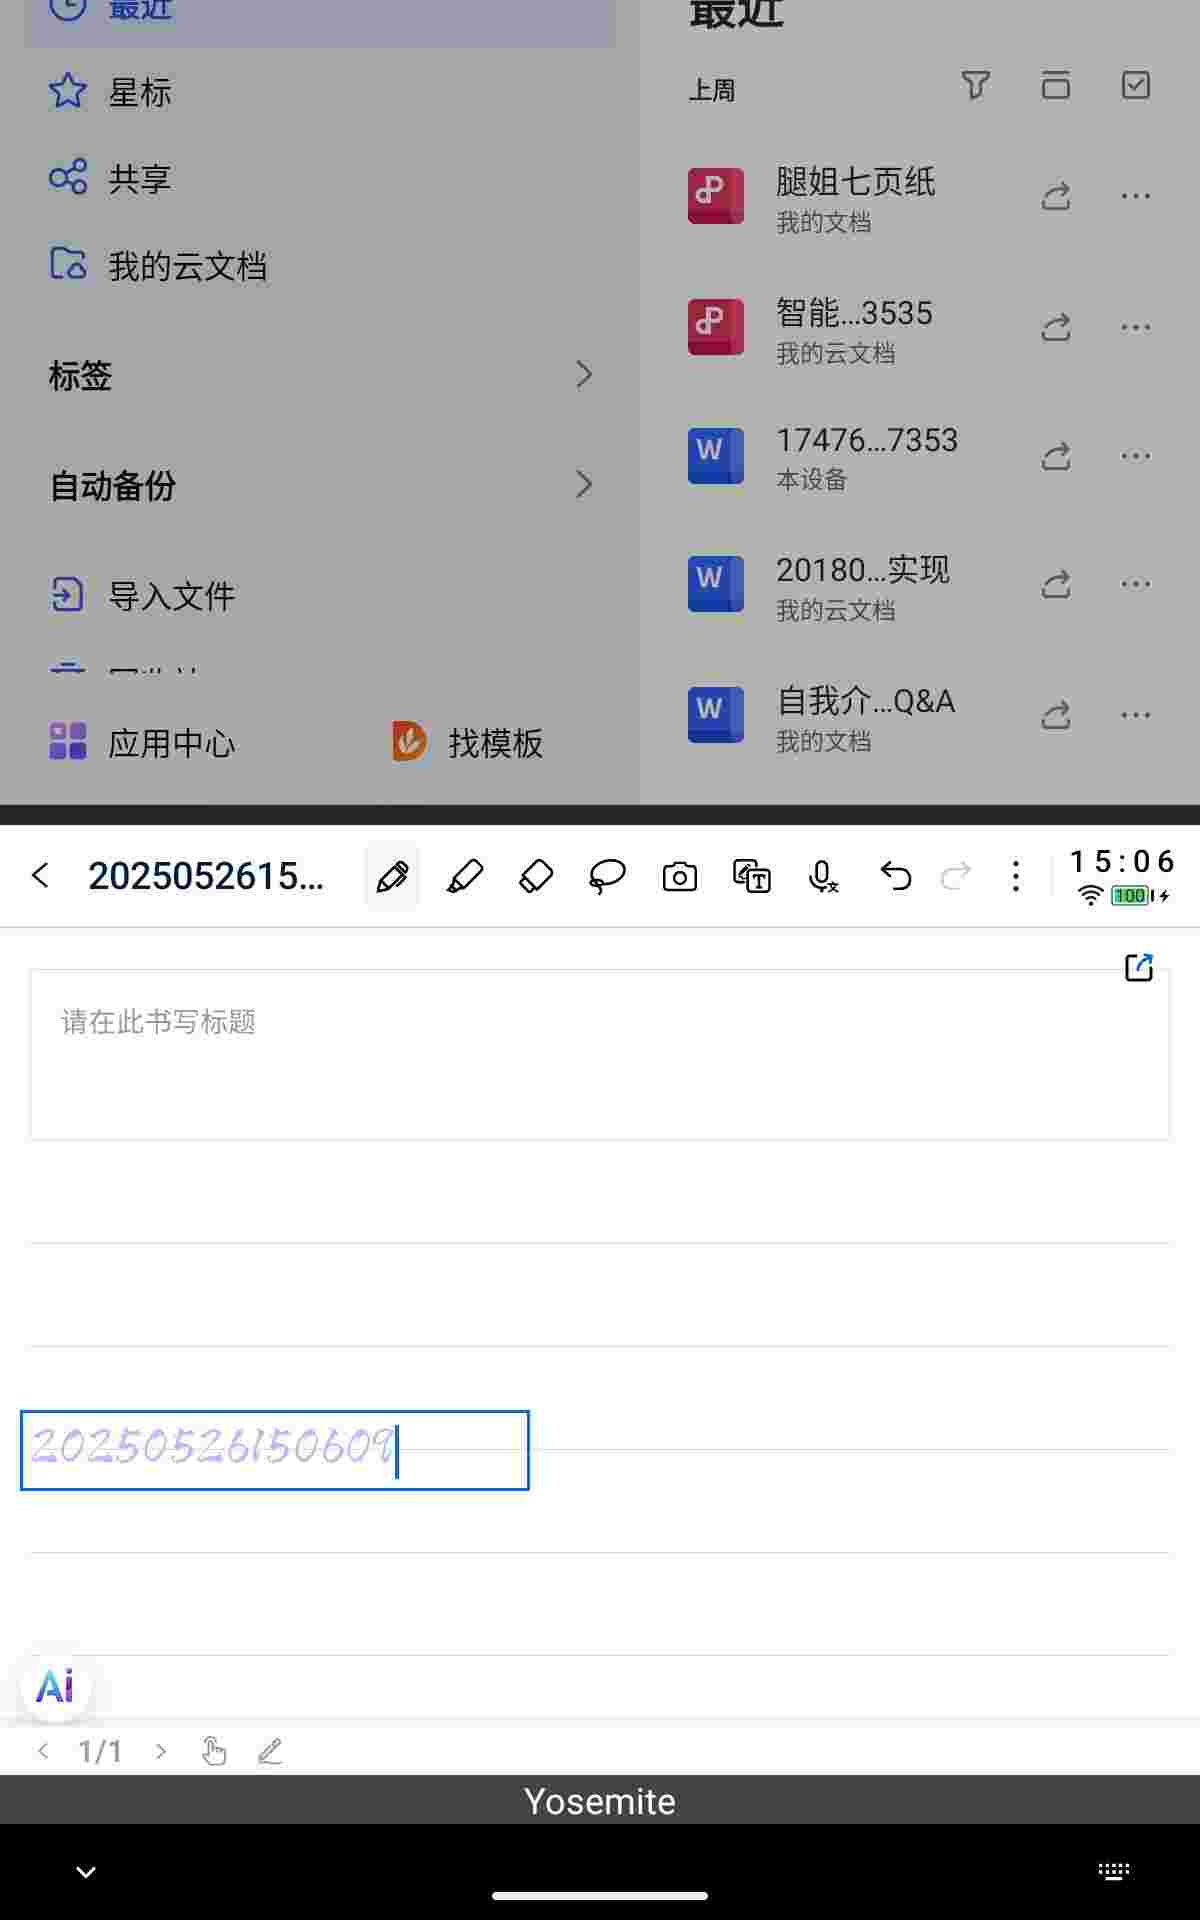 最近
星标
共享
我的云文档
标签
自动备份
导入文件
应用中心
找模板
最近
上周
腿姐七页纸
我的文档
智能...3535
我的云文档
17476...7353
本设备
20180...实现
我的云文档
自我介...Q&A
我的文档
2025052615...
15:06
100
请在此书写标题
20250526150609
Ai
1/1
Yosemite